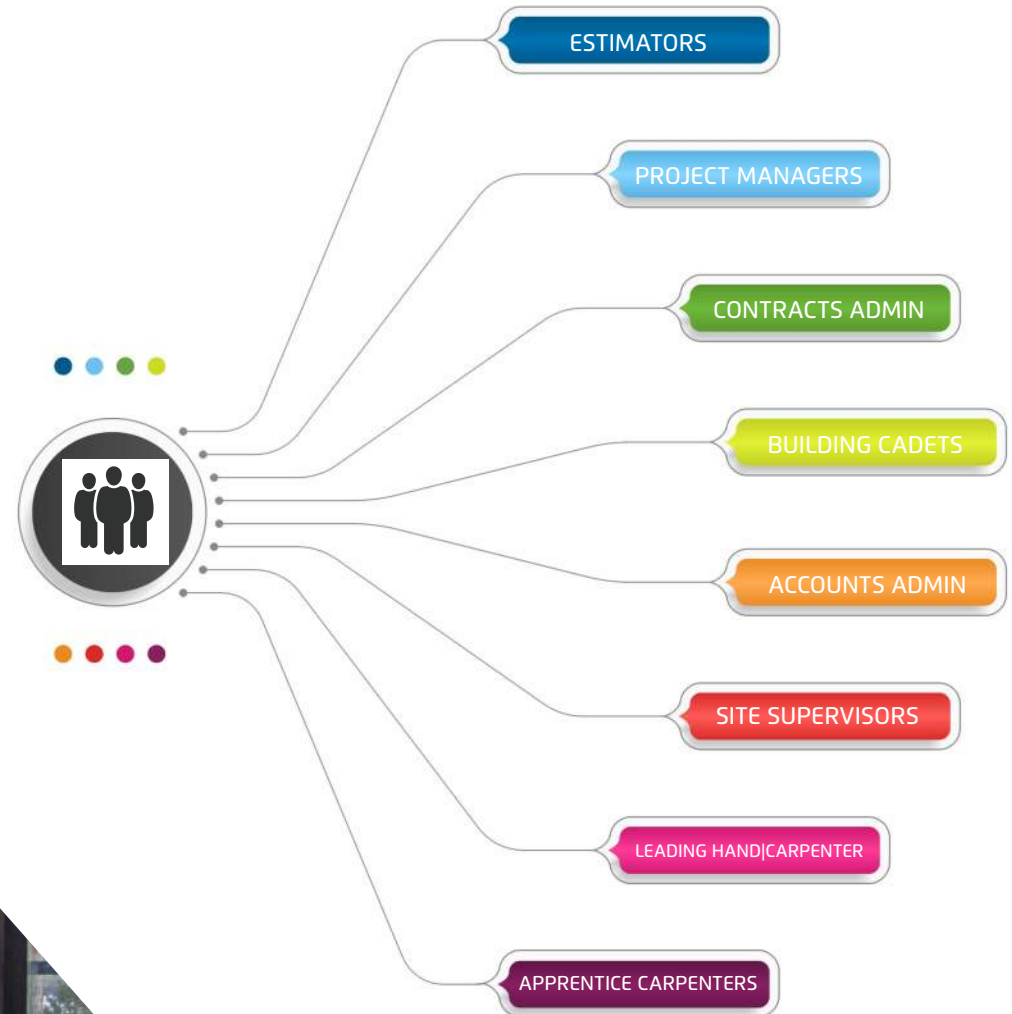 ESTIMATORS
PROJECT MANAGERS
CONTRACTS ADMIN
BUILDING CADETS
ACCOUNTS ADMIN
SITE SUPERVISORS
LEADING HAND|CARPENTER
APPRENTICE CARPENTERS